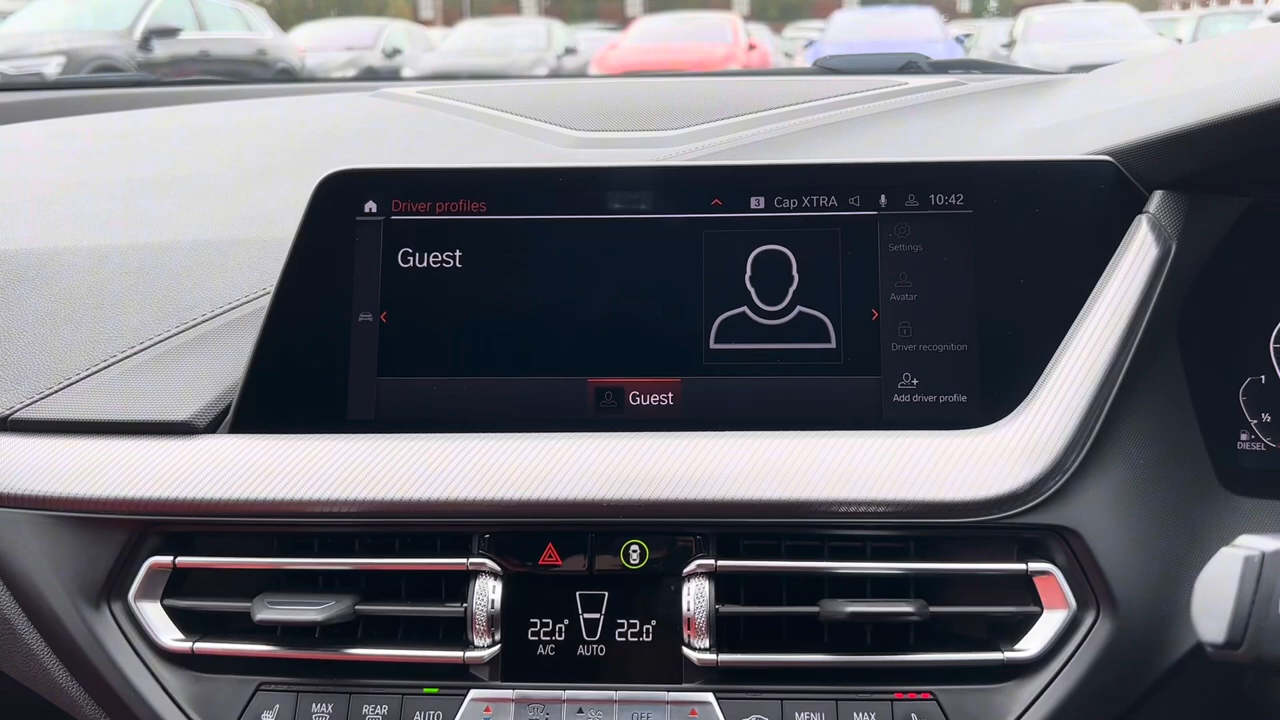 Driver profiles
3 Cap XTRA 10:42
Guest
Settings
Avatar
Driver recognition
Add driver profile
Guest
1
½
DIESEL
22.0° 22.0°
A/C AUTO
MAX REAR AUTO OFF MENU MAX